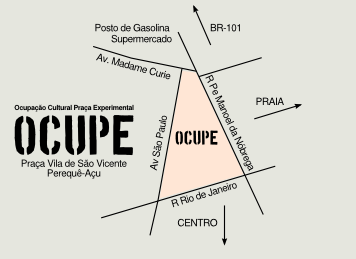 Posto de Gasolina
Supermercado
BR-101
Av. Madame Curie
R Pe Manoel da Nóbrega
PRAIA
Ocupação Cultural Praça Experimental
OCUPE
Praça Vila de São Vicente
Perequê-Açu
Av São Paulo
OCUPE
R Rio de Janeiro
CENTRO